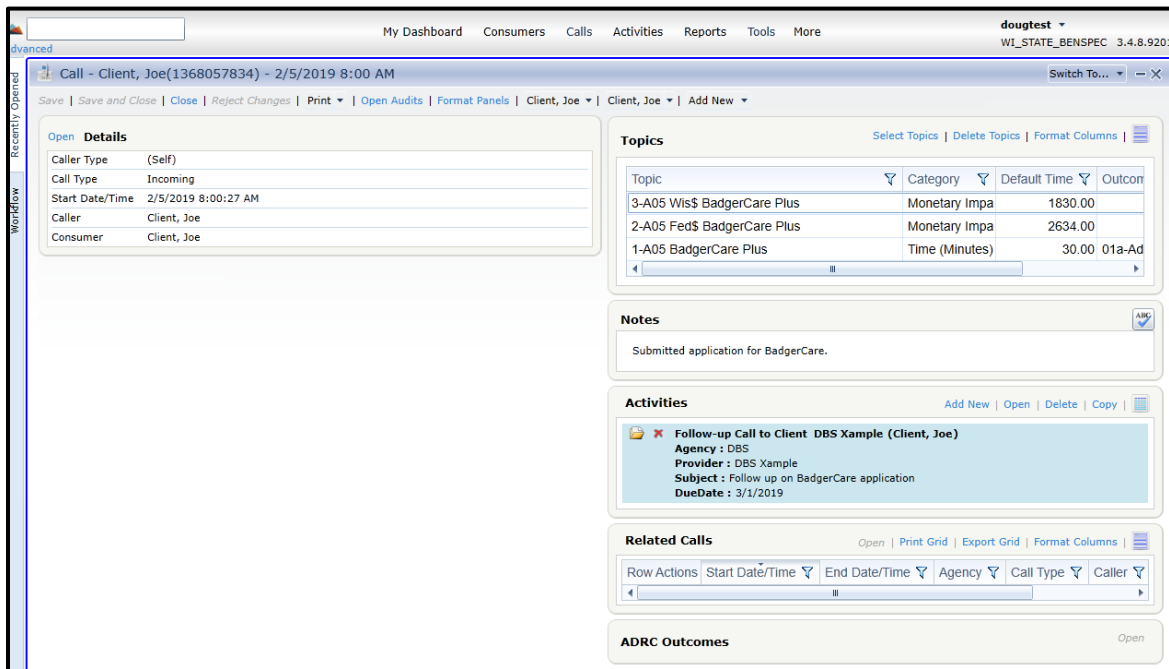 My Dashboard Consumers Calls Activities Reports Tools More
dougtest
WI_STATE_BENSPEC 3.4.8.9201
dvanced
Recently Opened
Workflow
Call - Client, Joe(1368057834) - 2/5/2019 8:00 AM
Switch To...
Save | Save and Close | Close | Reject Changes | Print | Open Audits | Format Panels | Client, Joe | Client, Joe | Add New
Open Details
Caller Type (Self)
Call Type Incoming
Start Date/Time 2/5/2019 8:00:27 AM
Caller Client, Joe
Consumer Client, Joe
Topics
Select Topics | Delete Topics | Format Columns |
Topic Category Default Time Outcom
3-A05 Wis$ BadgerCare Plus Monetary Impa 1830.00
2-A05 Fed$ BadgerCare Plus Monetary Impa 2634.00
1-A05 BadgerCare Plus Time (Minutes) 30.00 01a-Ad
Notes
ABC
Submitted application for BadgerCare.
Activities
Add New | Open | Delete | Copy |
Follow-up Call to Client DBS Xample (Client, Joe)
Agency : DBS
Provider : DBS Xample
Subject : Follow up on BadgerCare application
DueDate : 3/1/2019
Related Calls
Open | Print Grid | Export Grid | Format Columns |
Row Actions Start Date/Time End Date/Time Agency Call Type Caller
ADRC Outcomes
Open